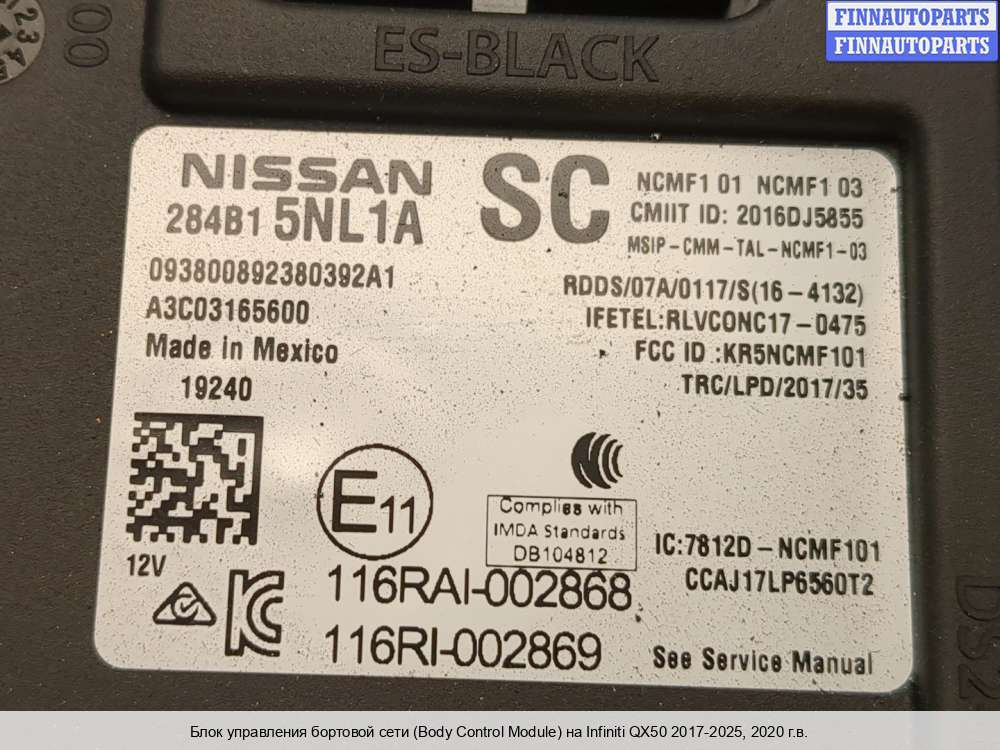 FINNAUTOPARTS
FINNAUTOPARTS
00
ES-BLACK
NISSAN
284B1 5NL1A
SC
NCMF1 01 NCMF1 03
CMIIT ID: 2016DJ5855
MSIP-CMM-TAL-NCMF1-03
093800892380392A1
A3C03165600
Made in Mexico
19240
RDDS/07A/0117/S(16-4132)
IFETEL:RLVCONC17-0475
FCC ID :KR5NCMF101
TRC/LPD/2017/35
E11
Complies with
IMDA Standards
DB104812
12V
116RAI-002868
116RI-002869
IC:7812D-NCMF101
CCAJ17LP6560T2
See Service Manual
Блок управления бортовой сети (Body Control Module) на Infiniti QX50 2017-2025, 2020 г.в.